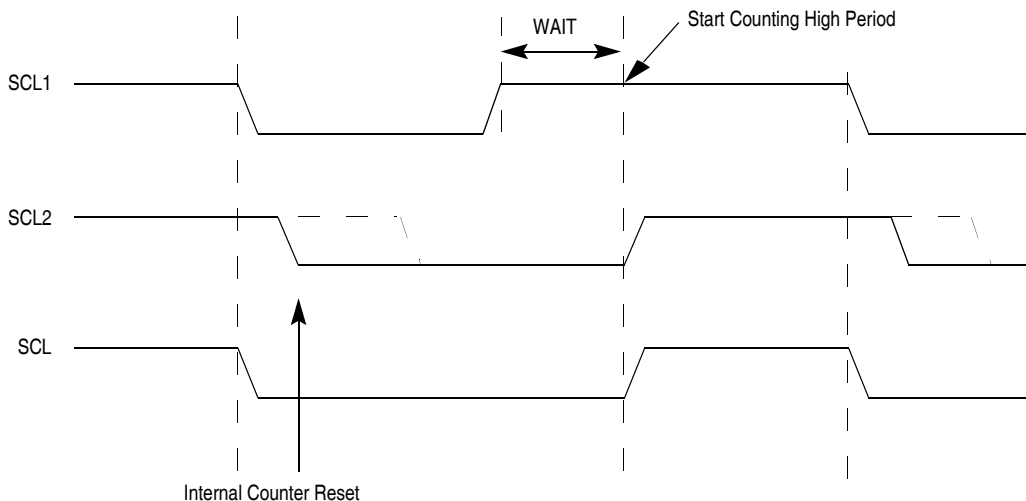 Start Counting High Period
WAIT
SCL1
SCL2
SCL
Internal Counter Reset